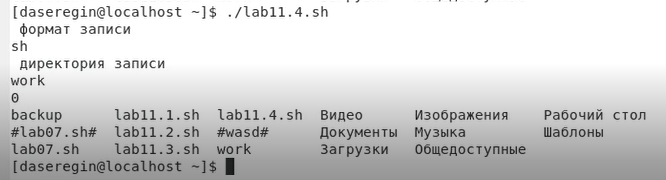 [daseregin@localhost ~]$ ./lab11.4.sh
формат записи
sh
директория записи
work
0
backup lab11.1.sh lab11.4.sh Видео Изображения Рабочий стол
#lab07.sh# lab11.2.sh #wasd# Документы Музыка Шаблоны
lab07.sh lab11.3.sh work Загрузки Общедоступные
[daseregin@localhost ~]$